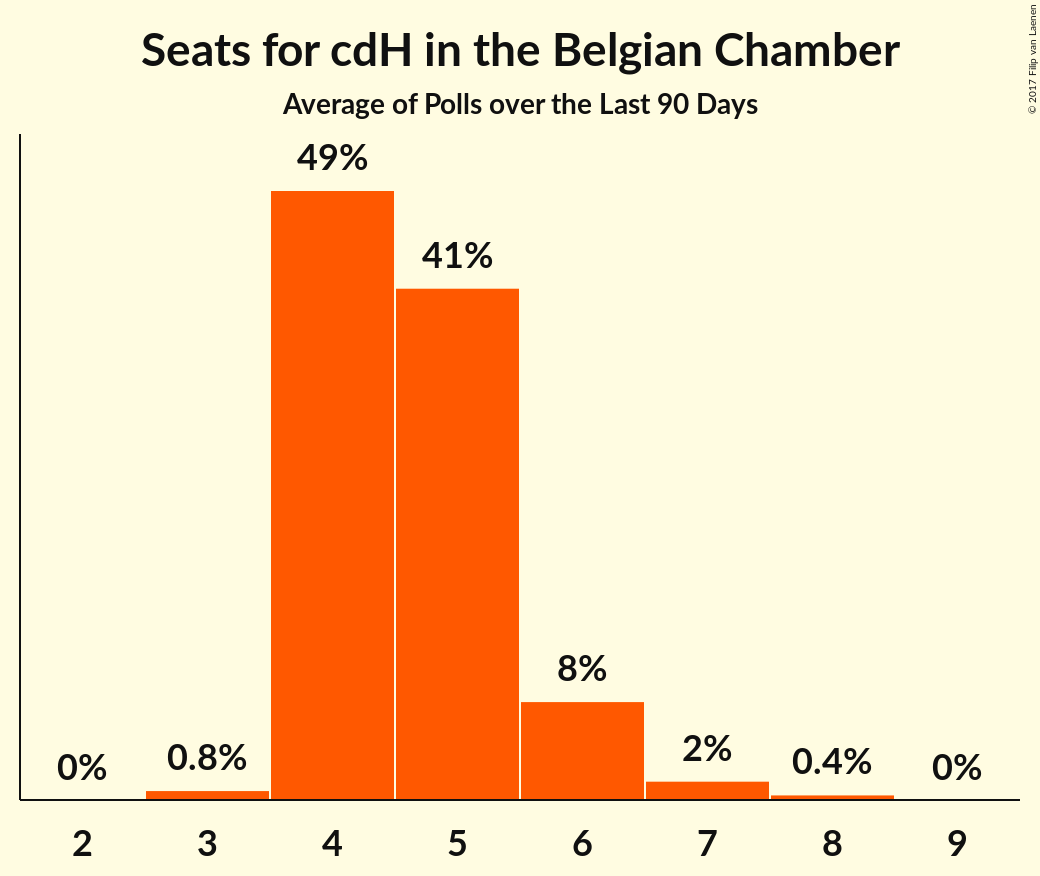 Seats for cdH in the Belgian Chamber
Average of Polls over the Last 90 Days
© 2017 Filip van Laenen
49%
41%
8%
2%
0%
0.8%
0.4%
0%
2 3 4 5 6 7 8 9